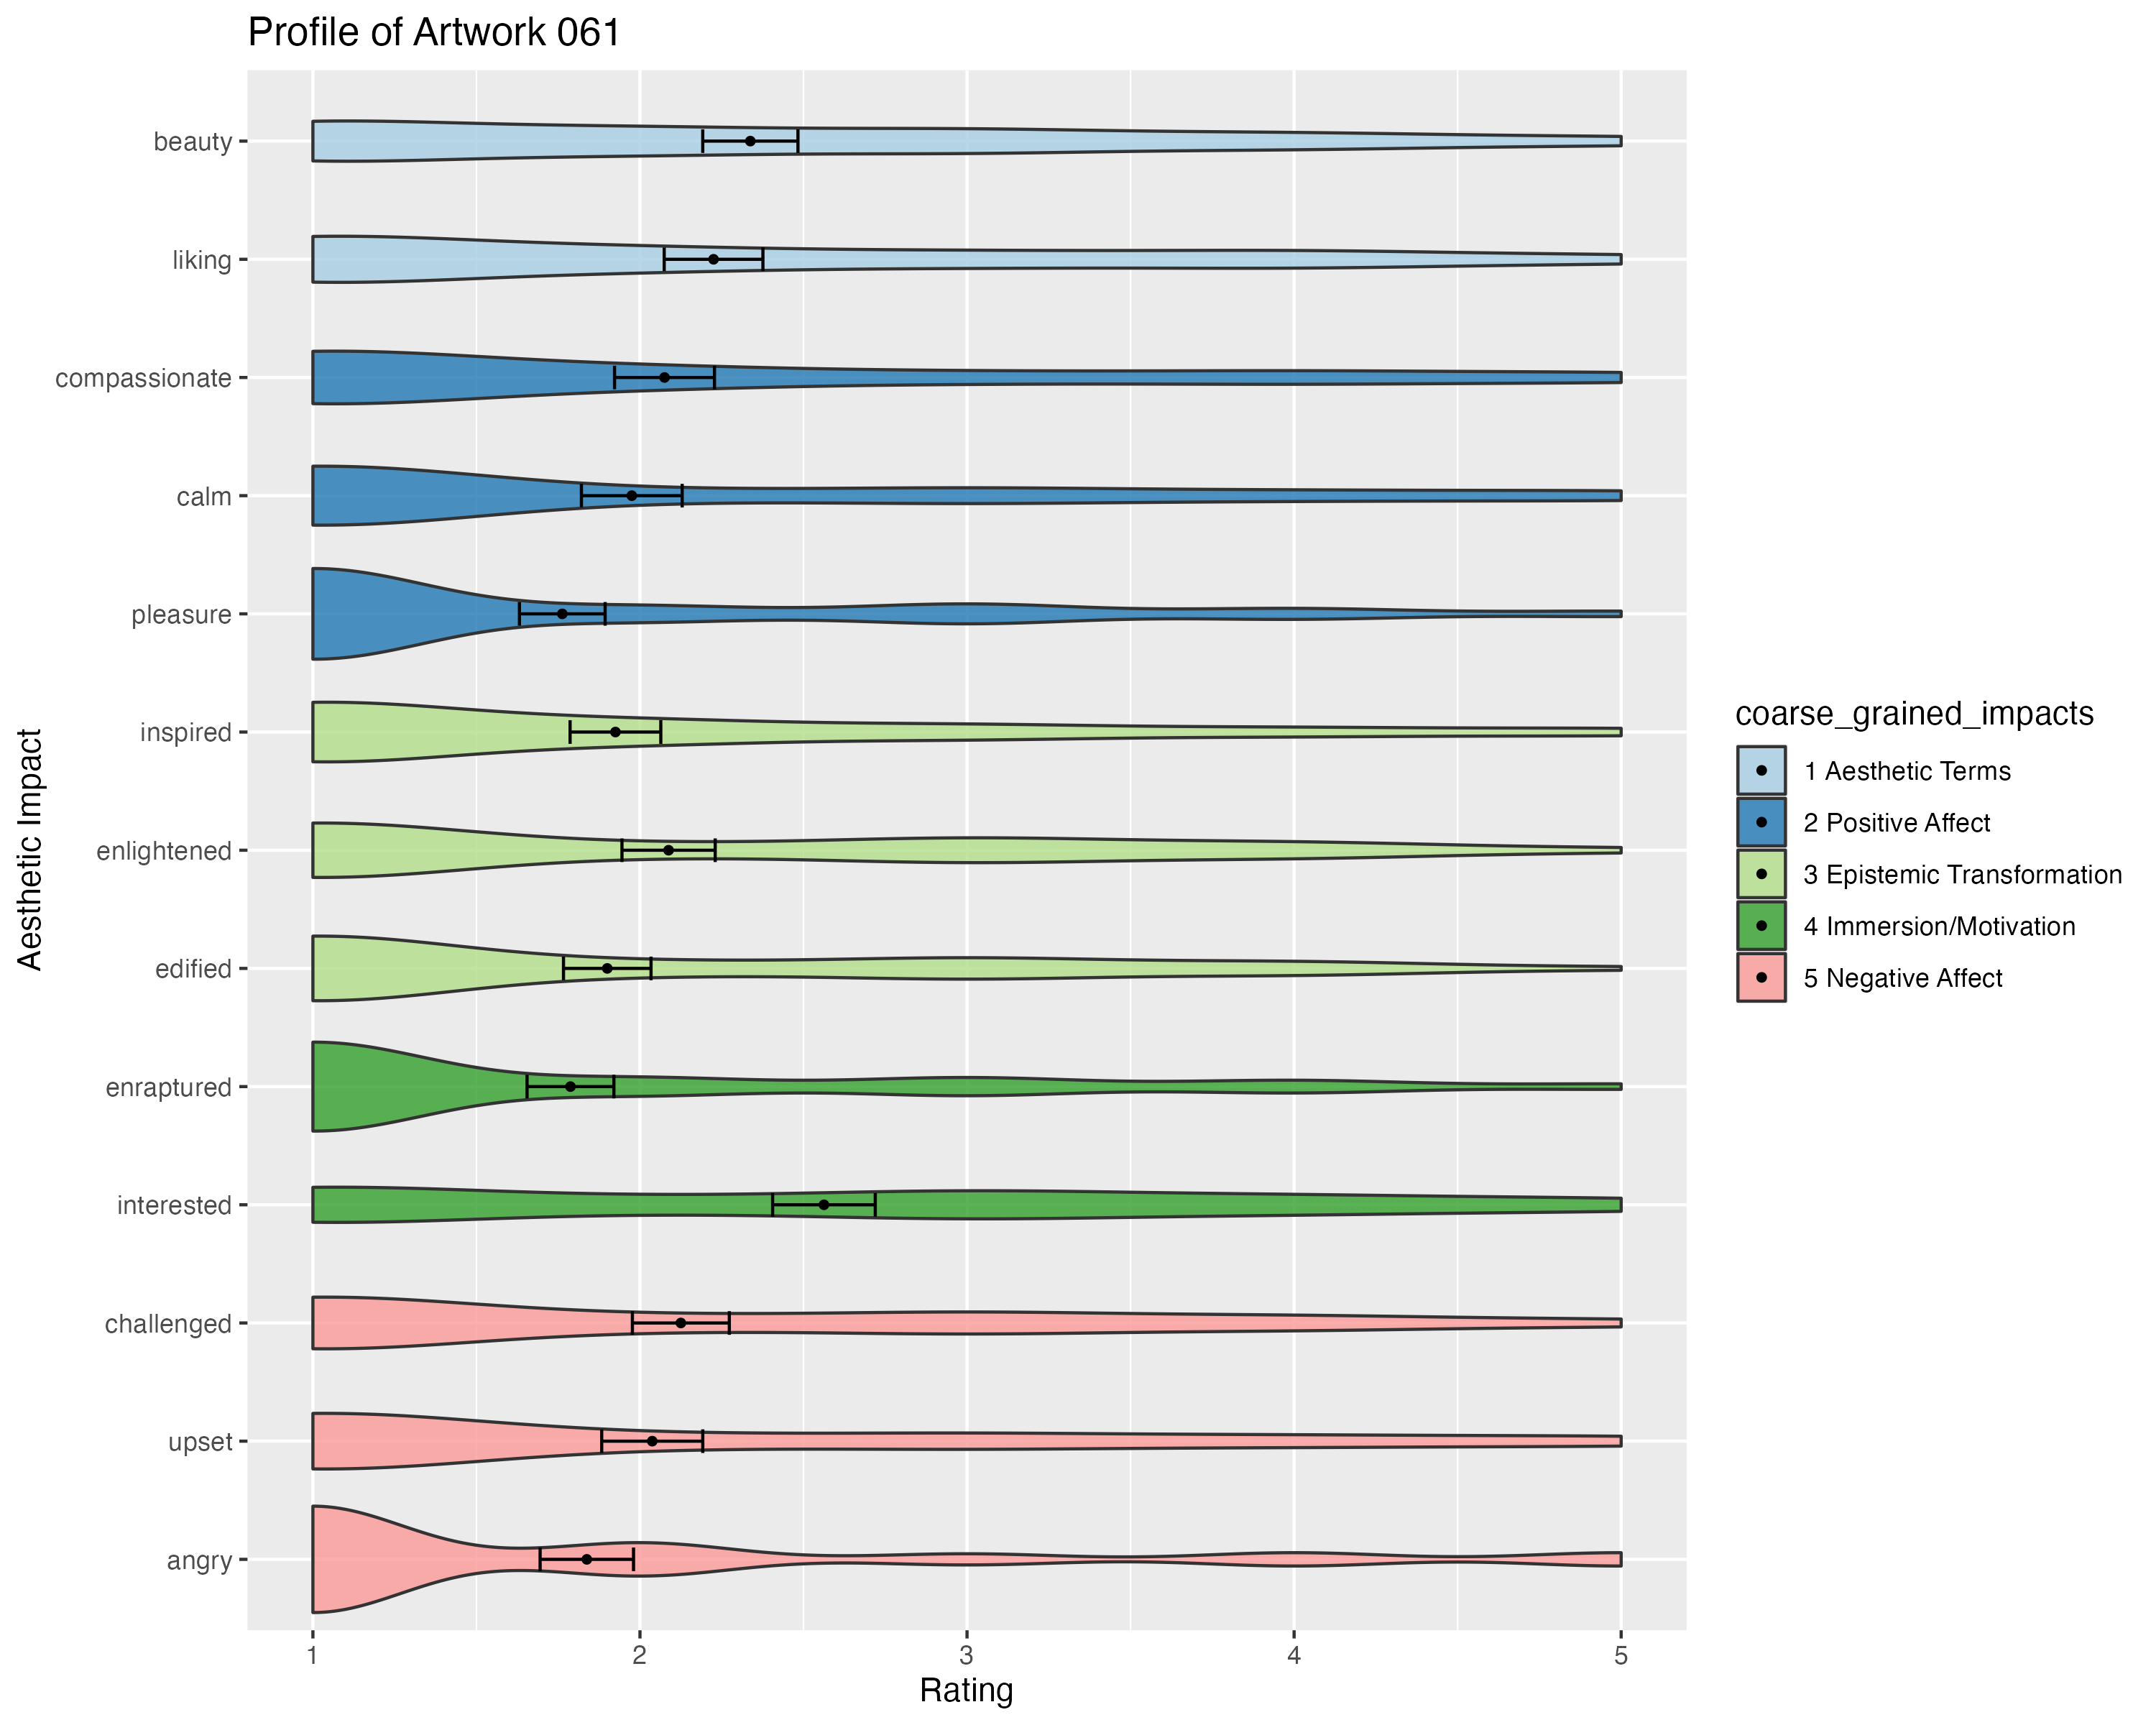 Profile of Artwork 061
beauty
liking
compassionate
calm
pleasure
inspired
enlightened
edified
enraptured
interested
challenged
upset
angry
Aesthetic Impact
1 2 3 4 5
Rating
coarse_grained_impacts
1 Aesthetic Terms
2 Positive Affect
3 Epistemic Transformation
4 Immersion/Motivation
5 Negative Affect